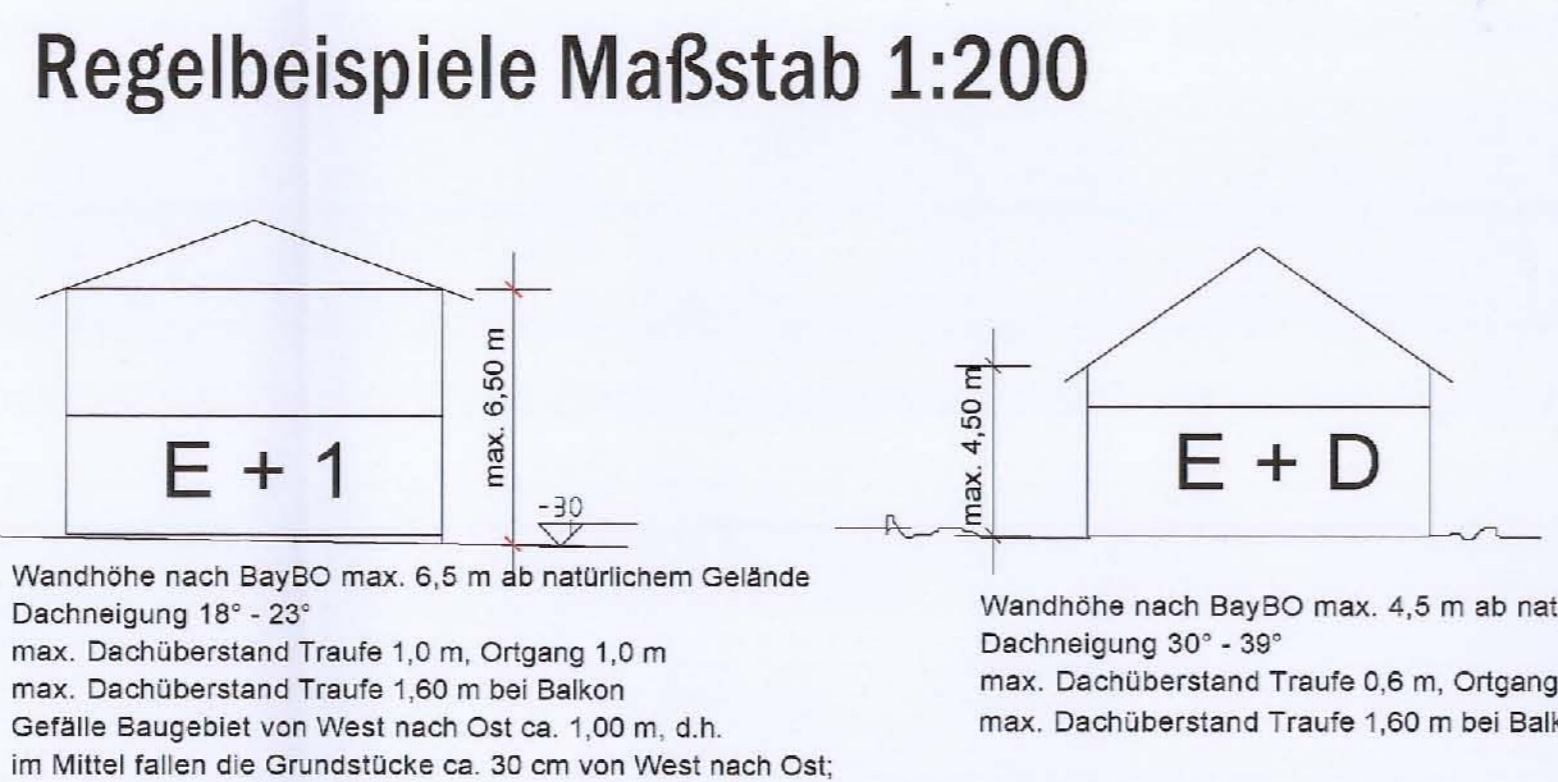 Regelbeispiele Maßstab 1:200
max. 6,50 m
E + 1
-30
Wandhöhe nach BayBO max. 6,5 m ab natürlichem Gelände
Dachneigung 18° - 23°
max. Dachüberstand Traufe 1,0 m, Ortgang 1,0 m
max. Dachüberstand Traufe 1,60 m bei Balkon
Gefälle Baugebiet von West nach Ost ca. 1,00 m, d.h.
im Mittel fallen die Grundstücke ca. 30 cm von West nach Ost;
max. 4,50 m
E + D
Wandhöhe nach BayBO max. 4,5 m ab nat
Dachneigung 30° - 39°
max. Dachüberstand Traufe 0,6 m, Ortgang
max. Dachüberstand Traufe 1,60 m bei Balk